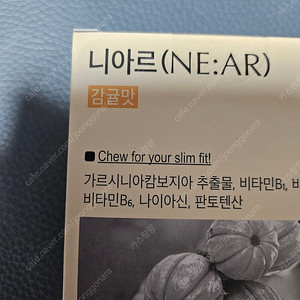 니아르(NE:AR)
감귤맛
■ Chew for your slim fit!
가르시니아캄보지아 추출물, 비타민B₁, 비
비타민B₆, 나이아신, 판토텐산